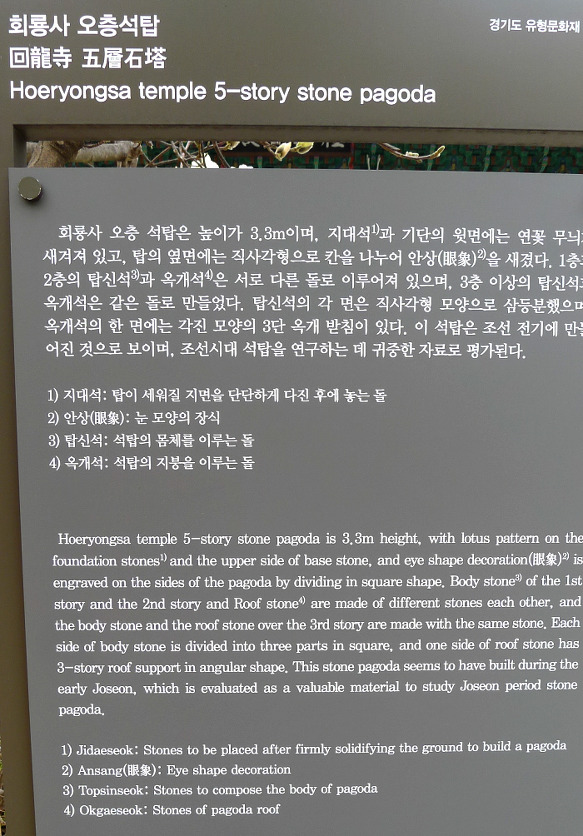 회룡사 오층석탑
回龍寺 五層石塔
Hoeryongsa temple 5-story stone pagoda
경기도 유형문화재
회룡사 오층 석탑은 높이가 3.3m이며, 지대석1)과 기단의 윗면에는 연꽃 무늬
새겨져 있고, 탑의 옆면에는 직사각형으로 칸을 나누어 안상(眼象)2)을 새겼다. 1층
2층의 탑신석3)과 옥개석4)은 서로 다른 돌로 이루어져 있으며, 3층 이상의 탑신석
옥개석은 같은 돌로 만들었다. 탑신석의 각 면은 직사각형 모양으로 삼등분했으며
옥개석의 한 면에는 각진 모양의 3단 옥개 받침이 있다. 이 석탑은 조선 전기에
어진 것으로 보이며, 조선시대 석탑을 연구하는 데 귀중한 자료로 평가된다.
1) 지대석: 탑이 세워질 지면을 단단하게 다진 후에 놓는 돌
2) 안상(眼象): 눈 모양의 장식
3) 탑신석: 석탑의 몸체를 이루는 돌
4) 옥개석: 석탑의 지붕을 이루는 돌
Hoeryongsa temple 5-story stone pagoda is 3.3m height, with lotus pattern on the
foundation stones1) and the upper side of base stone, and eye shape decoration(眼象)2) is
engraved on the sides of the pagoda by dividing in square shape. Body stone3) of the 1st
story and the 2nd story and Roof stone4) are made of different stones each other, and
the body stone and the roof stone over the 3rd story are made with the same stone. Each
side of body stone is divided into three parts in square, and one side of roof stone has
3-story roof support in angular shape. This stone pagoda seems to have built during the
early Joseon, which is evaluated as a valuable material to study Joseon period stone
pagoda.
1) Jidaeseok: Stones to be placed after firmly solidifying the ground to build a pagoda
2) Ansang(眼象): Eye shape decoration
3) Topsinseok: Stones to compose the body of pagoda
4) Okgaeseok: Stones of pagoda roof